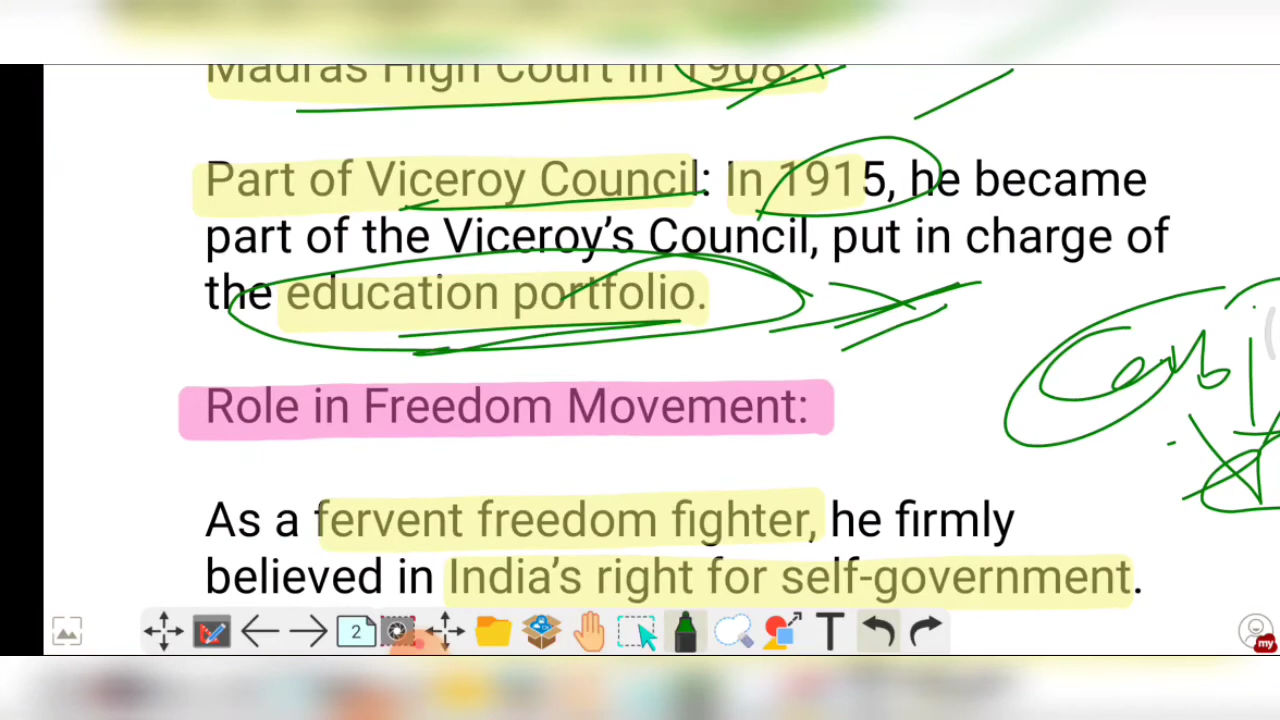 Madras High Court in 1908.
Part of Viceroy Council: In 1915, he became
part of the Viceroy’s Council, put in charge of
the education portfolio.
Role in Freedom Movement:
As a fervent freedom fighter, he firmly
believed in India’s right for self-government.
2
T
my